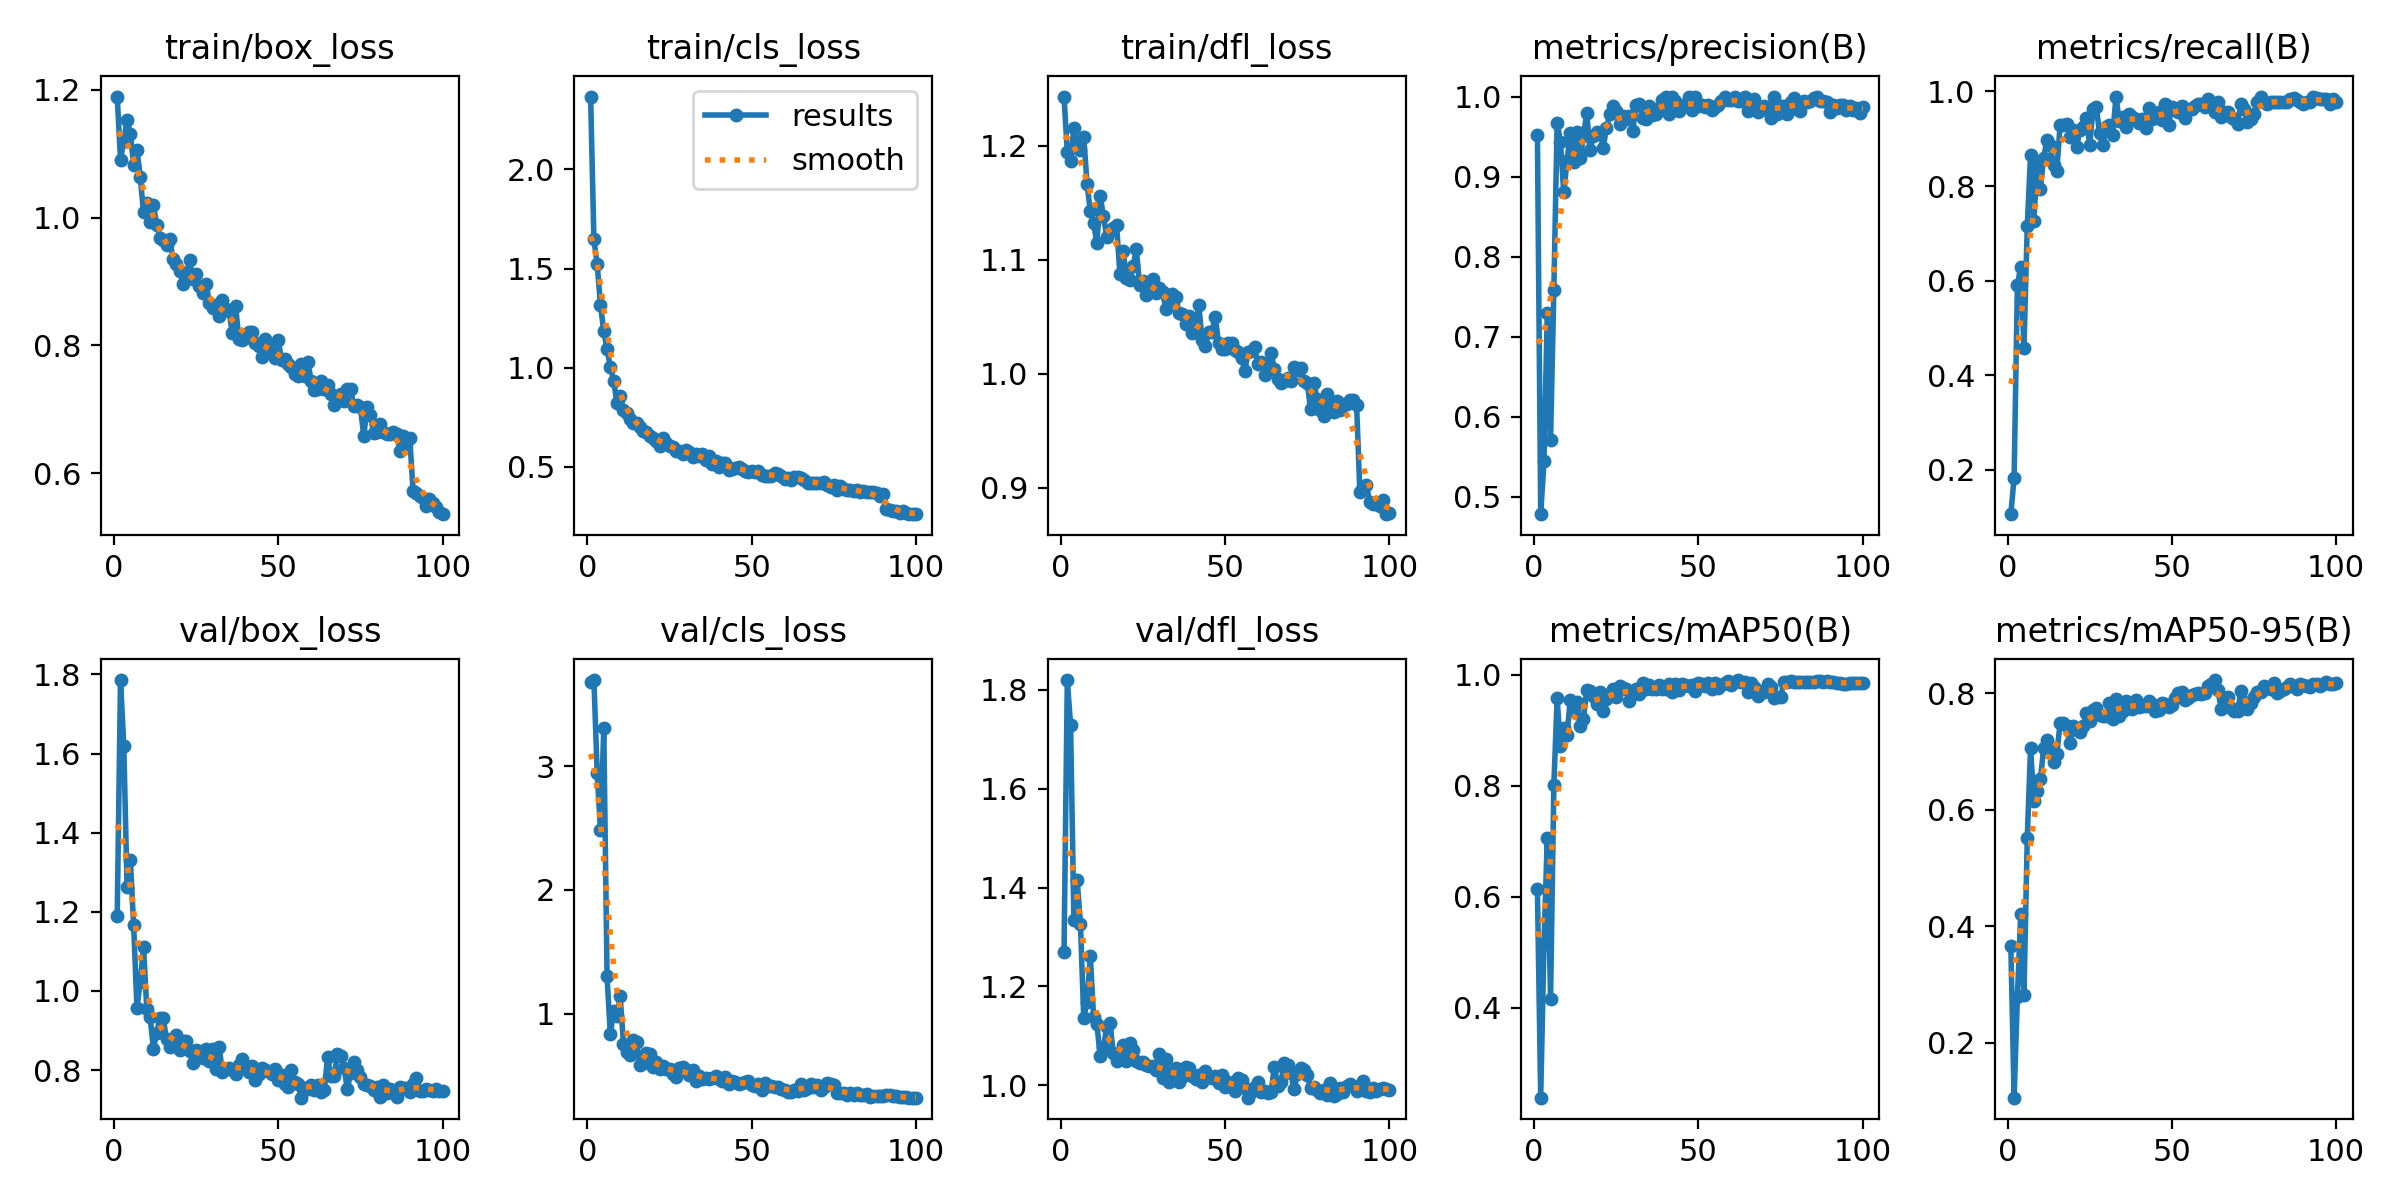 train/box_loss
train/cls_loss
train/dfl_loss
metrics/precision(B)
metrics/recall(B)
1.2
1.0
0.8
0.6
0 50 100
results
smooth
2.0
1.5
1.0
0.5
0 50 100
1.2
1.1
1.0
0.9
0 50 100
1.0
0.9
0.8
0.7
0.6
0.5
0 50 100
1.0
0.8
0.6
0.4
0.2
0 50 100
val/box_loss
val/cls_loss
val/dfl_loss
metrics/mAP50(B)
metrics/mAP50-95(B)
1.8
1.6
1.4
1.2
1.0
0.8
0 50 100
3
2
1
0 50 100
1.8
1.6
1.4
1.2
1.0
0 50 100
1.0
0.8
0.6
0.4
0 50 100
0.8
0.6
0.4
0.2
0 50 100